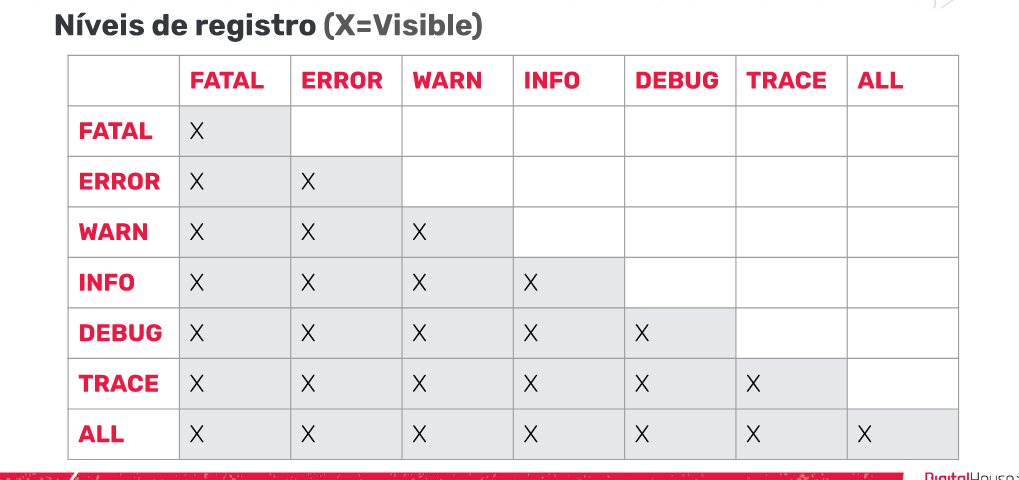 Níveis de registro (X=Visible)
FATAL ERROR WARN INFO DEBUG TRACE ALL
FATAL X
ERROR X X
WARN X X X
INFO X X X X
DEBUG X X X X X
TRACE X X X X X X
ALL X X X X X X X
DigitalHouse